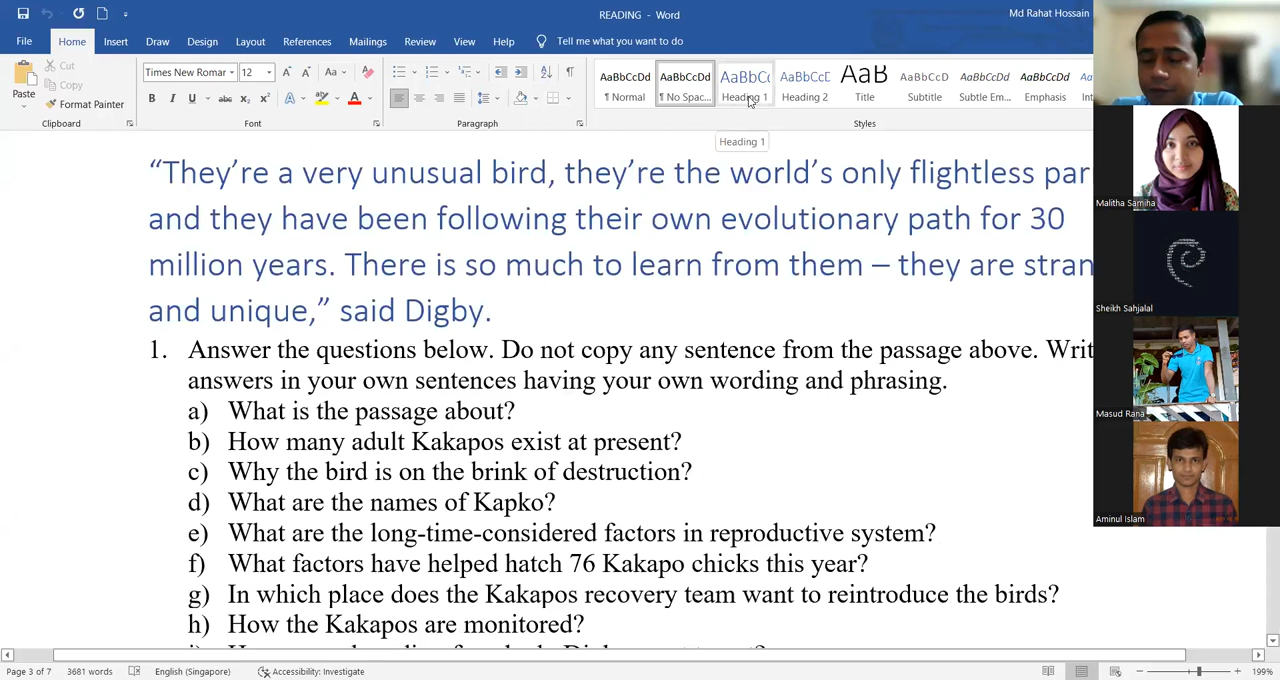 READING - Word
Md Rahat Hossain
File Home Insert Draw Design Layout References Mailings Review View Help Tell me what you want to do
Paste
Cut
Copy
Format Painter
Clipboard
Times New Romar 12
Font
Paragraph
AaBbCcDd AaBbCcDd AaBbCc AaBbCcE AaB AaBbCcD AaBbCcDd AaBbCcDd
¶ Normal ¶ No Spac... Heading 1 Heading 2 Title Subtitle Subtle Em... Emphasis
Styles
Heading 1
“They’re a very unusual bird, they’re the world’s only flightless par
and they have been following their own evolutionary path for 30
million years. There is so much to learn from them – they are stran
and unique,” said Digby.
1. Answer the questions below. Do not copy any sentence from the passage above. Writ
answers in your own sentences having your own wording and phrasing.
a) What is the passage about?
b) How many adult Kakapos exist at present?
c) Why the bird is on the brink of destruction?
d) What are the names of Kapko?
e) What are the long-time-considered factors in reproductive system?
f) What factors have helped hatch 76 Kakapo chicks this year?
g) In which place does the Kakapos recovery team want to reintroduce the birds?
h) How the Kakapos are monitored?
Malitha Samiha
Sheikh Sahjalal
Masud Rana
Aminul Islam
Page 3 of 7 3681 words English (Singapore) Accessibility: Investigate 199%